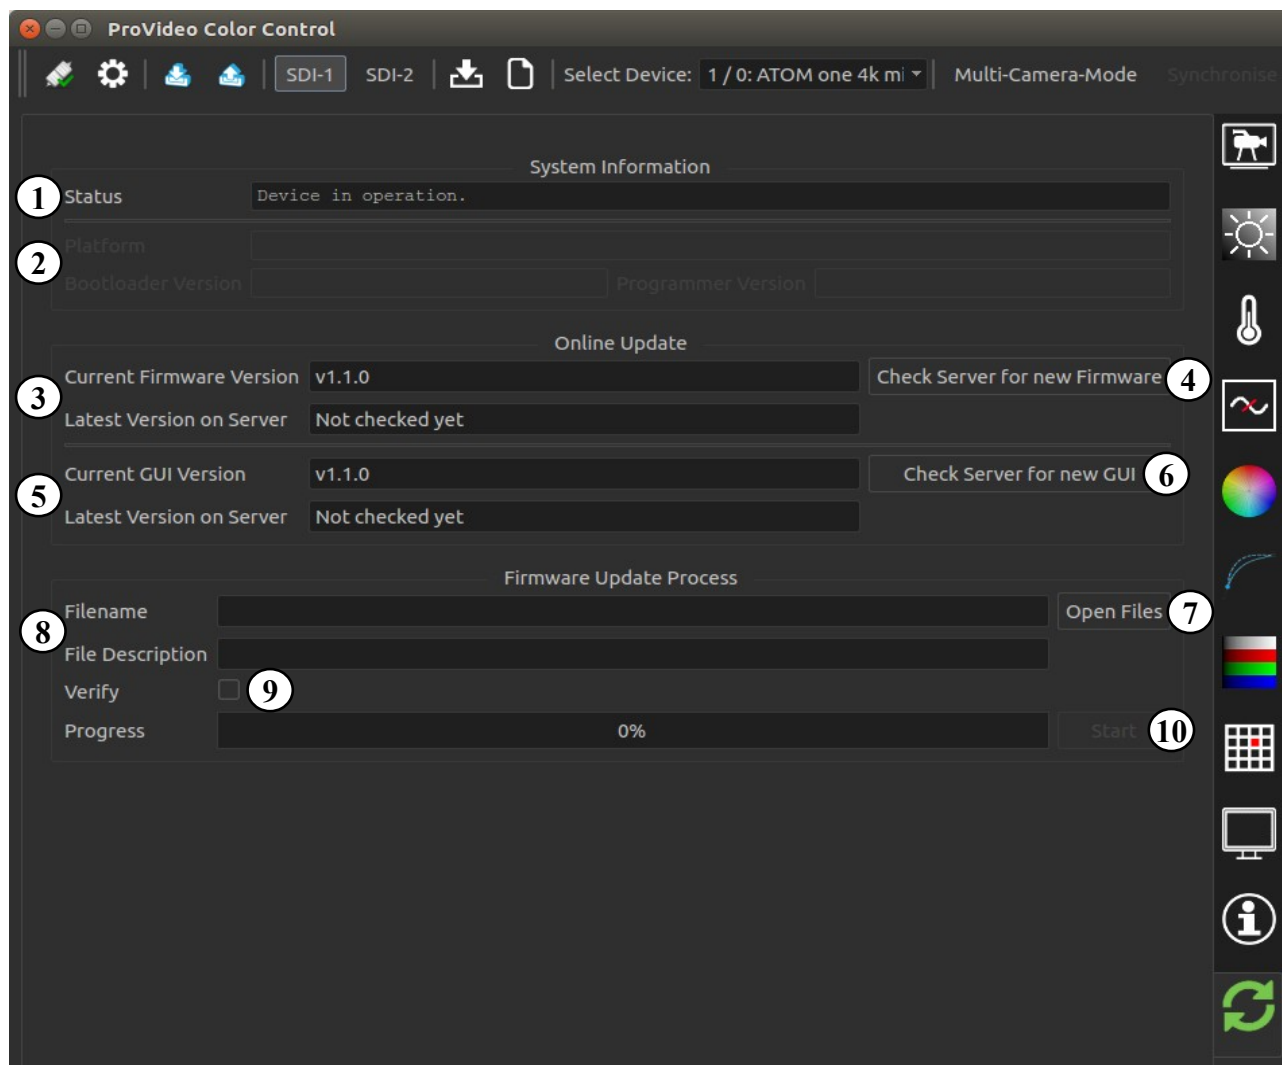 ProVideo Color Control
SDI-1 SDI-2 Select Device: 1 / 0: ATOM one 4k mi Multi-Camera-Mode Synchronise
System Information
1 Status Device in operation.
2 Platform
Bootloader Version Programmer Version
Online Update
Current Firmware Version v1.1.0 Check Server for new Firmware 4
3
Latest Version on Server Not checked yet
Current GUI Version v1.1.0 Check Server for new GUI 6
5
Latest Version on Server Not checked yet
Firmware Update Process
Filename Open Files 7
8
File Description
Verify 9
Progress 0% Start 10